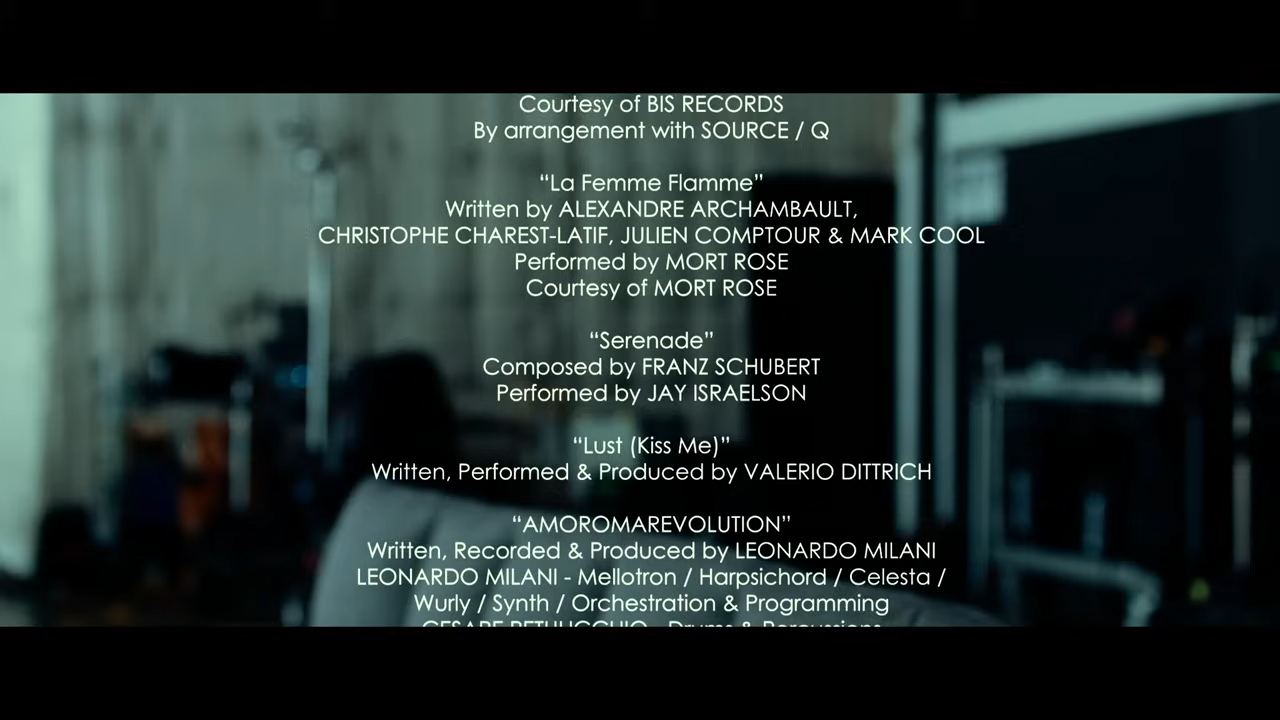 Courtesy of BIS RECORDS
By arrangement with SOURCE / Q
“La Femme Flamme”
Written by ALEXANDRE ARCHAMBAULT,
CHRISTOPHE CHAREST-LATIF, JULIEN COMPTOUR & MARK COOL
Performed by MORT ROSE
Courtesy of MORT ROSE
“Serenade”
Composed by FRANZ SCHUBERT
Performed by JAY ISRAELSON
“Lust (Kiss Me)”
Written, Performed & Produced by VALERIO DITTRICH
“AMOROMAREVOLUTION”
Written, Recorded & Produced by LEONARDO MILANI
LEONARDO MILANI - Mellotron / Harpsichord / Celesta /
Wurly / Synth / Orchestration & Programming
CESARE - Drums & Percussions